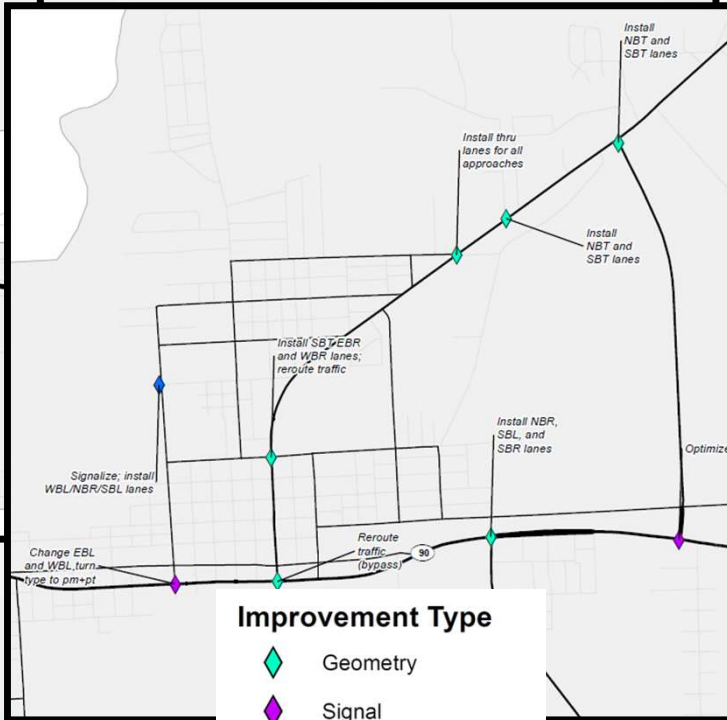 Install
NBT and
SBT lanes
Install thru
lanes for all
approaches
Install
NBT and
SBT lanes
Install SBT EBR
and WBR lanes;
reroute traffic
Install NBR,
SBL, and
SBR lanes
Optimize
Signalize; install
WBL/NBR/SBL lanes
Reroute
traffic
(bypass)
90
Change EBL
and WBL,turn
type to pm+pt
Improvement Type
Geometry
Signal